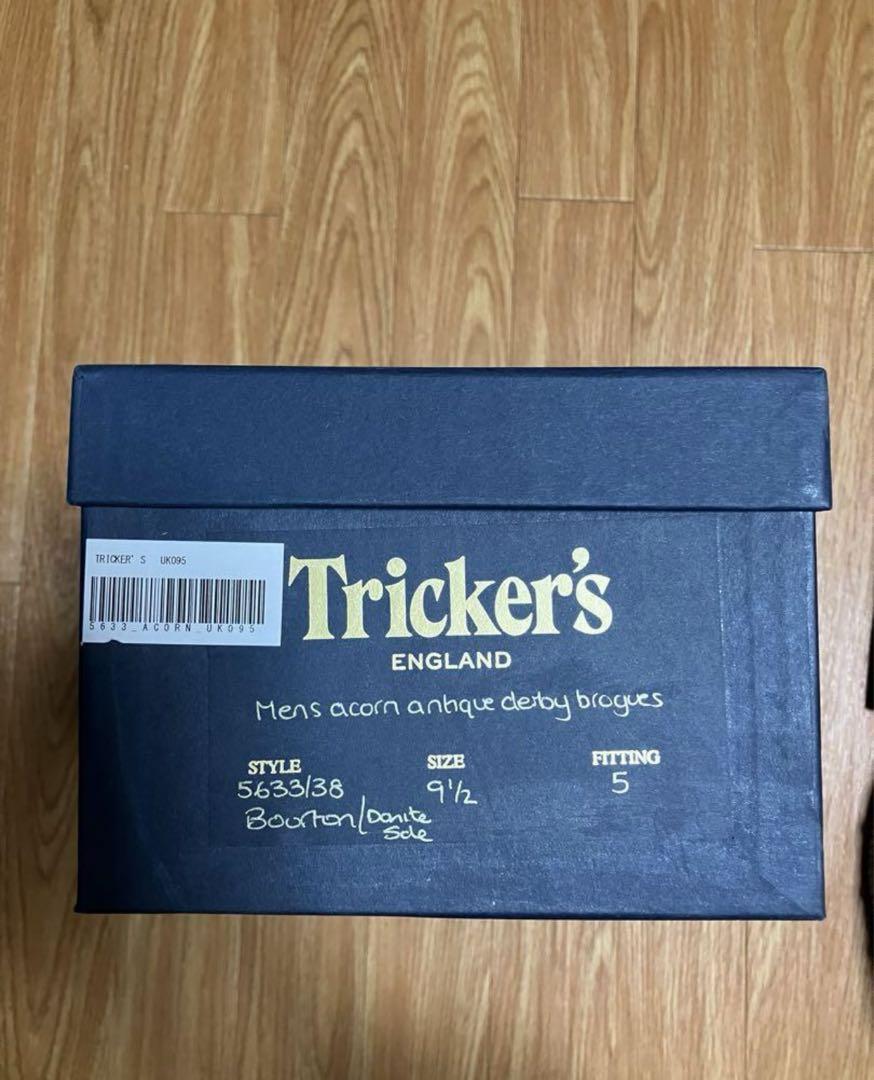 TRICKER'S UK095
5633_ACORN_UK095
Tricker's
ENGLAND
Mens acorn antique derby brogues
STYLE SIZE FITTING
5633/38 9 1/2 5
Bourton/Danite
Sole